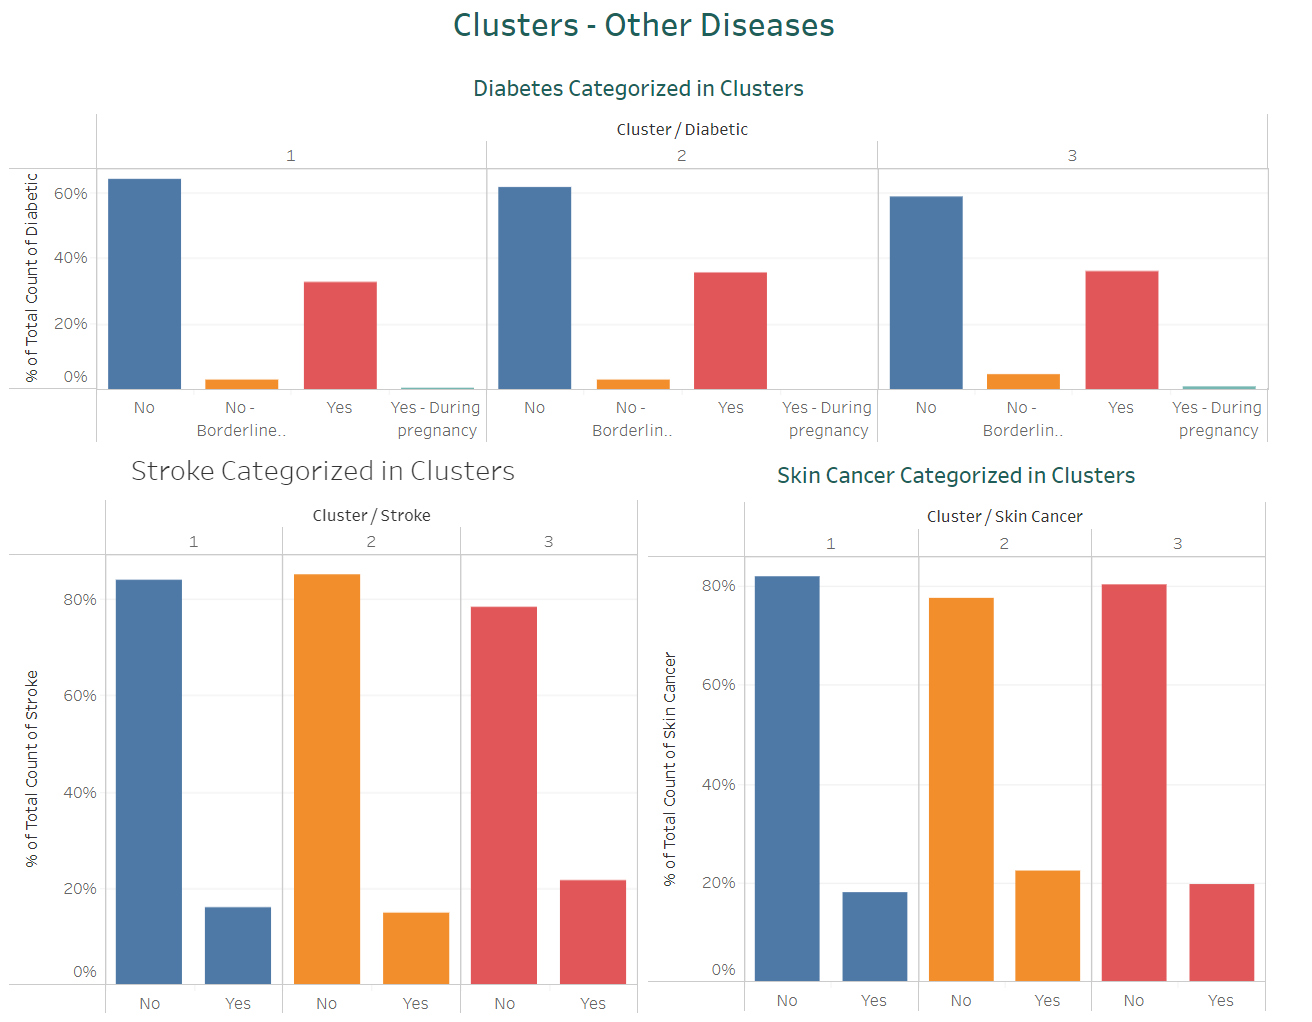 Clusters - Other Diseases
Diabetes Categorized in Clusters
Cluster / Diabetic
1 2 3
% of Total Count of Diabetic
60%
40%
20%
0%
No No - Yes Yes - During No No - Yes Yes - During No No - Yes Yes - During
Borderline.. pregnancy Borderlin.. pregnancy Borderlin.. pregnancy
Stroke Categorized in Clusters
Cluster / Stroke
1 2 3
% of Total Count of Stroke
80%
60%
40%
20%
0%
No Yes No Yes No Yes
Skin Cancer Categorized in Clusters
Cluster / Skin Cancer
1 2 3
% of Total Count of Skin Cancer
80%
60%
40%
20%
0%
No Yes No Yes No Yes